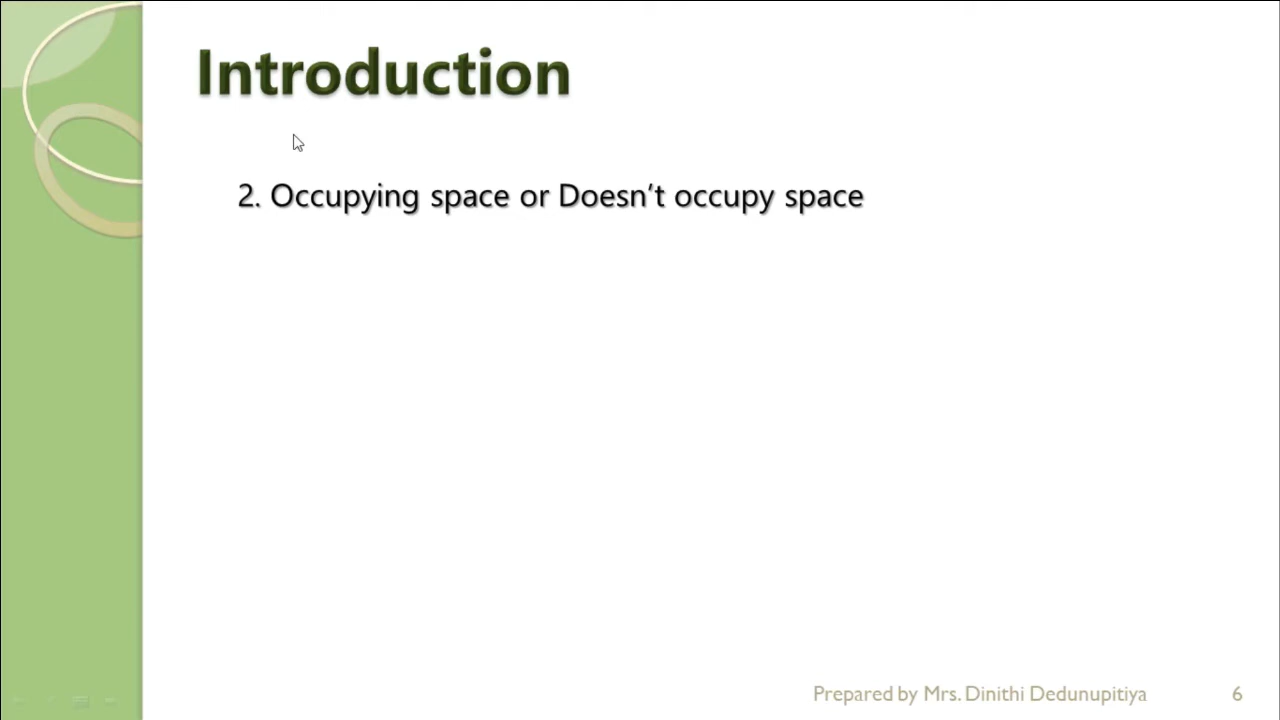 Introduction
2. Occupying space or Doesn’t occupy space
Prepared by Mrs. Dinithi Dedunupitiya
6